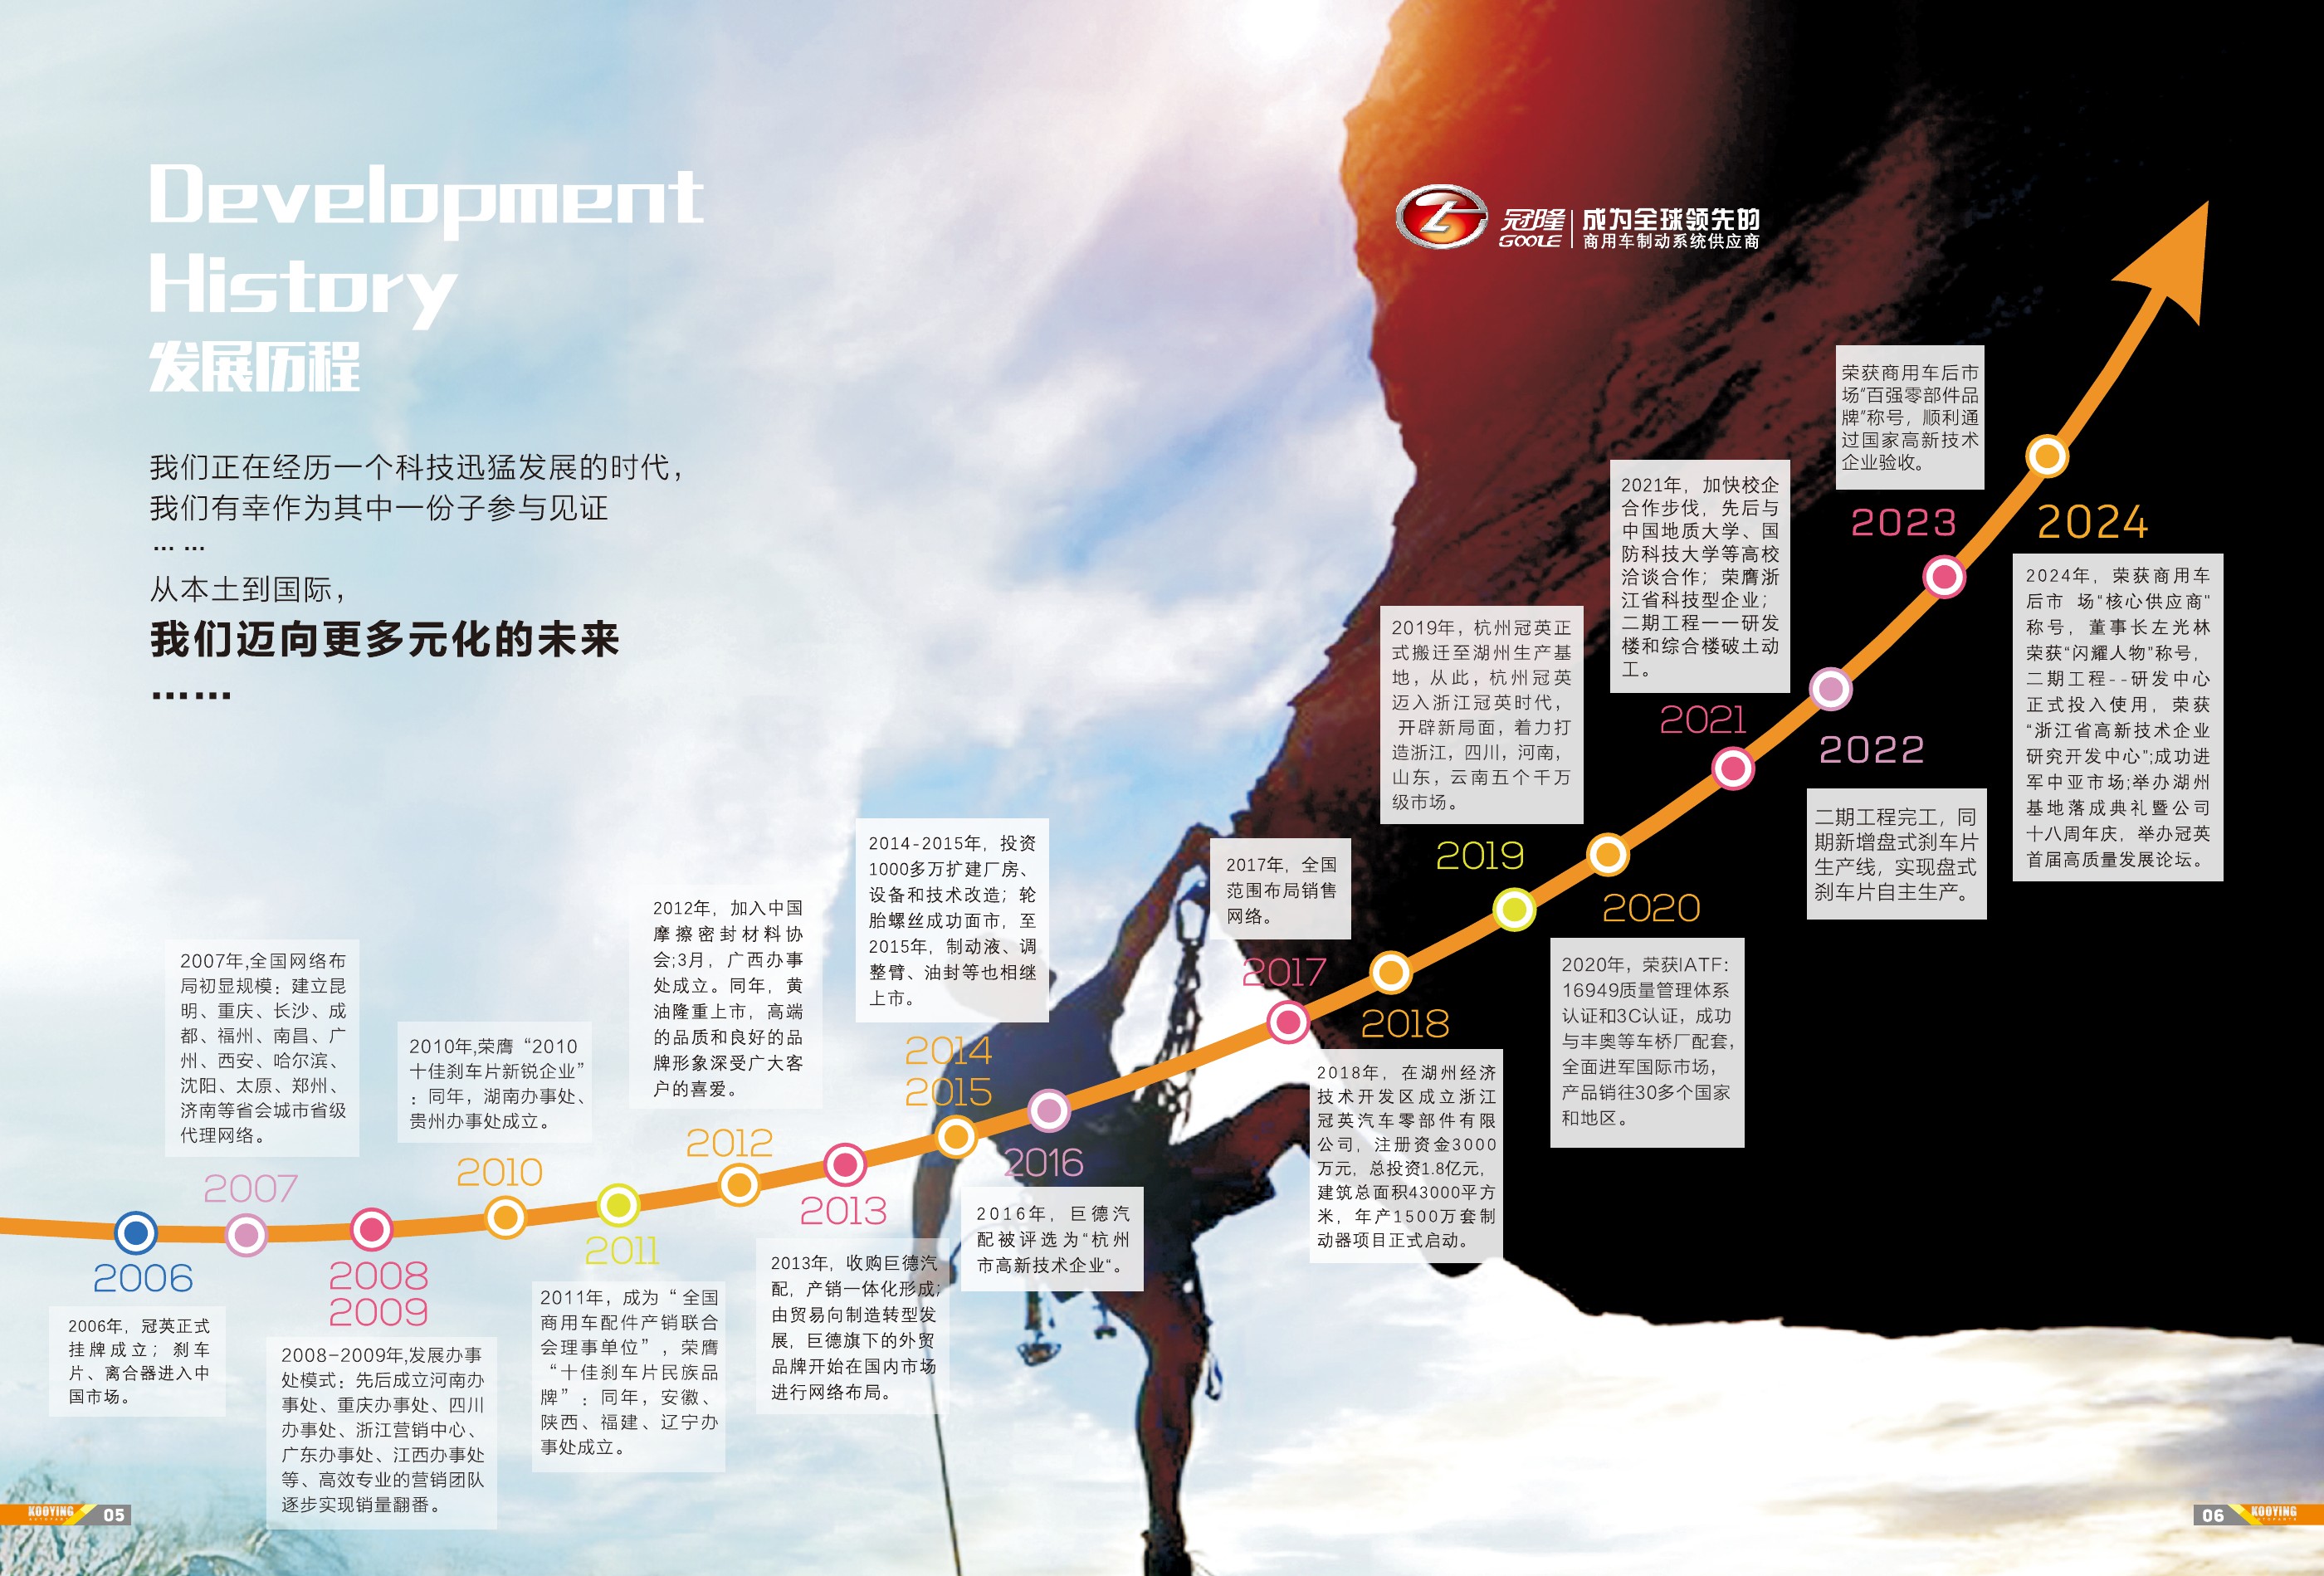 Development
History
发展历程
我们正在经历一个科技迅猛发展的时代，
我们有幸作为其中一份子参与见证
... ...
从本土到国际，
我们迈向更多元化的未来
……
冠隆
GOOLE
成为全球领先的
商用车制动系统供应商
2006
2006年，冠英正式
挂牌成立；刹车
片、离合器进入中
国市场。
2007年,全国网络布
局初显规模：建立昆
明、重庆、长沙、成
都、福州、南昌、广
州、西安、哈尔滨、
沈阳、太原、郑州、
济南等省会城市省级
代理网络。
2007
2008
2009
2008-2009年,发展办事
处模式：先后成立河南办
事处、重庆办事处、四川
办事处、浙江营销中心、
广东办事处、江西办事处
等、高效专业的营销团队
逐步实现销量翻番。
2010年,荣膺“2010
十佳刹车片新锐企业”
：同年，湖南办事处、
贵州办事处成立。
2010
2011
2011年，成为“全国
商用车配件产销联合
会理事单位”，荣膺
“十佳刹车片民族品
牌”：同年，安徽、
陕西、福建、辽宁办
事处成立。
2012年，加入中国
摩擦密封材料协
会;3月，广西办事
处成立。同年，黄
油隆重上市，高端
的品质和良好的品
牌形象深受广大客
户的喜爱。
2012
2013
2013年，收购巨德汽
配，产销一体化形成;
由贸易向制造转型发
展，巨德旗下的外贸
品牌开始在国内市场
进行网络布局。
2014-2015年，投资
1000多万扩建厂房、
设备和技术改造；轮
胎螺丝成功面市，至
2015年，制动液、调
整臂、油封等也相继
上市。
2014
2015
2016
2016年，巨德汽
配被评选为“杭州
市高新技术企业“。
2017年，全国
范围布局销售
网络。
2017
2018
2018年，在湖州经济
技术开发区成立浙江
冠英汽车零部件有限
公司，注册资金3000
万元，总投资1.8亿元，
建筑总面积43000平方
米，年产1500万套制
动器项目正式启动。
2019年，杭州冠英正
式搬迁至湖州生产基
地，从此，杭州冠英
迈入浙江冠英时代，
开辟新局面，着力打
造浙江，四川，河南，
山东，云南五个千万
级市场。
2019
2020
2020年，荣获IATF:
16949质量管理体系
认证和3C认证，成功
与丰奥等车桥厂配套，
全面进军国际市场，
产品销往30多个国家
和地区。
2021年，加快校企
合作步伐，先后与
中国地质大学、国
防科技大学等高校
洽谈合作；荣膺浙
江省科技型企业；
二期工程一一研发
楼和综合楼破土动
工。
2021
2022
二期工程完工，同
期新增盘式刹车片
生产线，实现盘式
刹车片自主生产。
荣获商用车后市
场“百强零部件品
牌”称号，顺利通
过国家高新技术
企业验收。
2023
2024
2024年，荣获商用车
后市 场"核心供应商"
称号，董事长左光林
荣获“闪耀人物”称号，
二期工程--研发中心
正式投入使用，荣获
“浙江省高新技术企业
研究开发中心";成功进
军中亚市场;举办湖州
基地落成典礼暨公司
十八周年庆，举办冠英
首届高质量发展论坛。
KOOYING
05
06
KOOYING